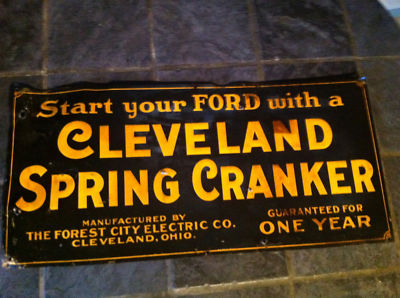 Start your FORD with a
CLEVELAND
SPRING CRANKER
MANUFACTURED BY
THE FOREST CITY ELECTRIC CO.
CLEVELAND, OHIO.
GUARANTEED FOR
ONE YEAR